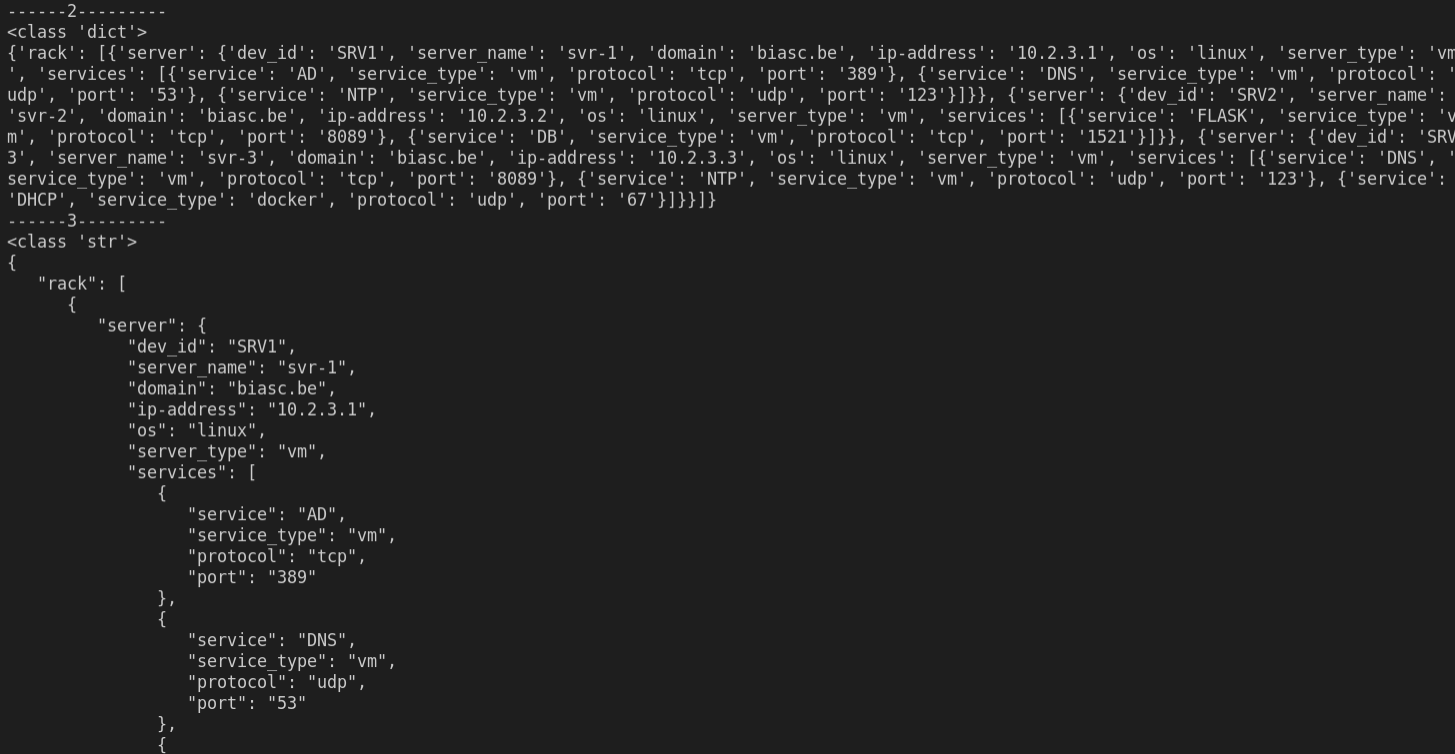 ------2---------
<class 'dict'>
{'rack': [{'server': {'dev_id': 'SRV1', 'server_name': 'svr-1', 'domain': 'biasc.be', 'ip-address': '10.2.3.1', 'os': 'linux', 'server_type': 'vm
', 'services': [{'service': 'AD', 'service_type': 'vm', 'protocol': 'tcp', 'port': '389'}, {'service': 'DNS', 'service_type': 'vm', 'protocol': '
udp', 'port': '53'}, {'service': 'NTP', 'service_type': 'vm', 'protocol': 'udp', 'port': '123'}]}}, {'server': {'dev_id': 'SRV2', 'server_name':
'svr-2', 'domain': 'biasc.be', 'ip-address': '10.2.3.2', 'os': 'linux', 'server_type': 'vm', 'services': [{'service': 'FLASK', 'service_type': 'v
m', 'protocol': 'tcp', 'port': '8089'}, {'service': 'DB', 'service_type': 'vm', 'protocol': 'tcp', 'port': '1521'}]}}, {'server': {'dev_id': 'SRV
3', 'server_name': 'svr-3', 'domain': 'biasc.be', 'ip-address': '10.2.3.3', 'os': 'linux', 'server_type': 'vm', 'services': [{'service': 'DNS', '
service_type': 'vm', 'protocol': 'tcp', 'port': '8089'}, {'service': 'NTP', 'service_type': 'vm', 'protocol': 'udp', 'port': '123'}, {'service':
'DHCP', 'service_type': 'docker', 'protocol': 'udp', 'port': '67'}]}}]}
------3---------
<class 'str'>
{
   "rack": [
      {
         "server": {
            "dev_id": "SRV1",
            "server_name": "svr-1",
            "domain": "biasc.be",
            "ip-address": "10.2.3.1",
            "os": "linux",
            "server_type": "vm",
            "services": [
               {
                  "service": "AD",
                  "service_type": "vm",
                  "protocol": "tcp",
                  "port": "389"
               },
               {
                  "service": "DNS",
                  "service_type": "vm",
                  "protocol": "udp",
                  "port": "53"
               },
               {